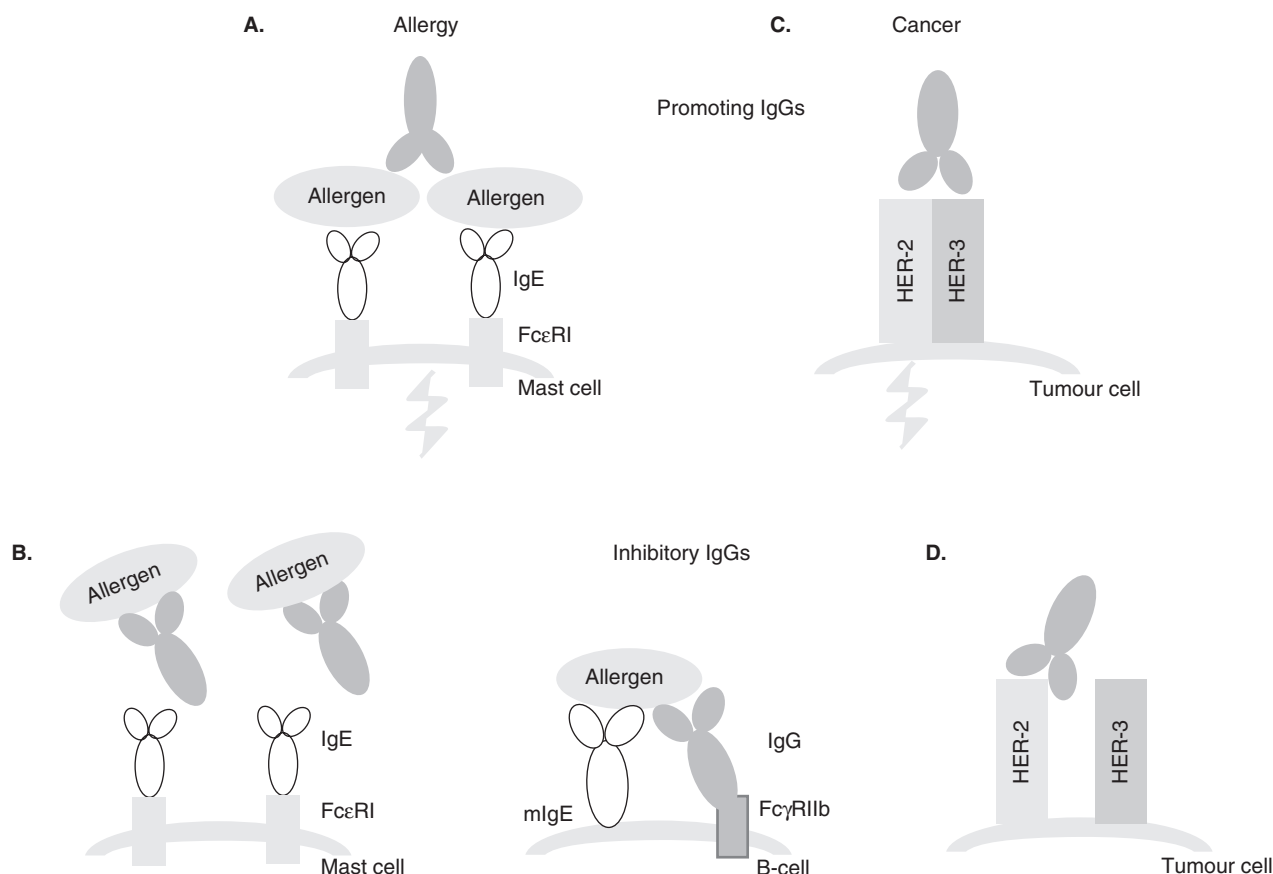 A.
Allergy
C.
Cancer
Promoting IgGs
Allergen
Allergen
HER-2
HER-3
IgE
FcεRI
Mast cell
Tumour cell
B.
Inhibitory IgGs
D.
Allergen
Allergen
Allergen
HER-2
HER-3
IgE
IgG
FcεRI
mIgE
FcγRIIb
Mast cell
B-cell
Tumour cell